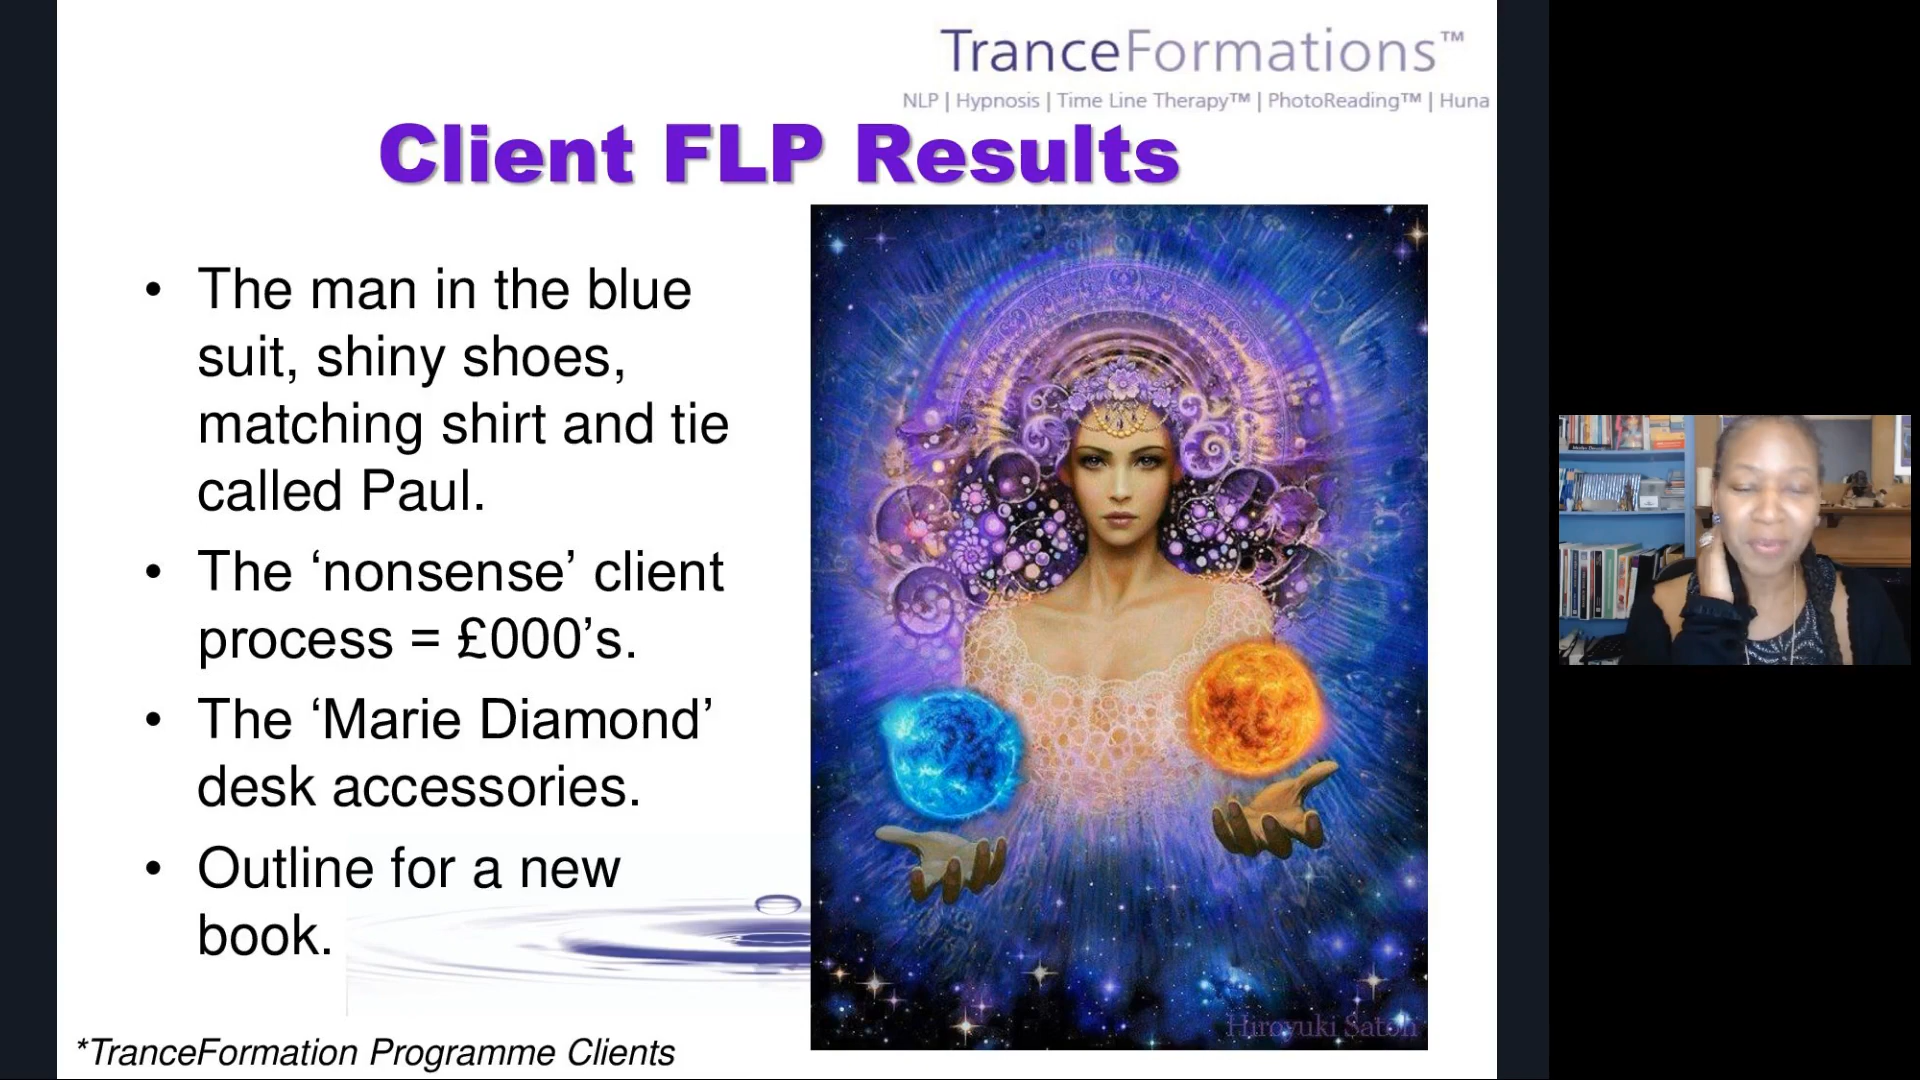 TranceFormations™
NLP | Hypnosis | Time Line Therapy™ | PhotoReading™ | Huna
Client FLP Results
• The man in the blue
suit, shiny shoes,
matching shirt and tie
called Paul.
• The ‘nonsense’ client
process = £000’s.
• The ‘Marie Diamond’
desk accessories.
• Outline for a new
book.
Hiroyuki Satoh
*TranceFormation Programme Clients